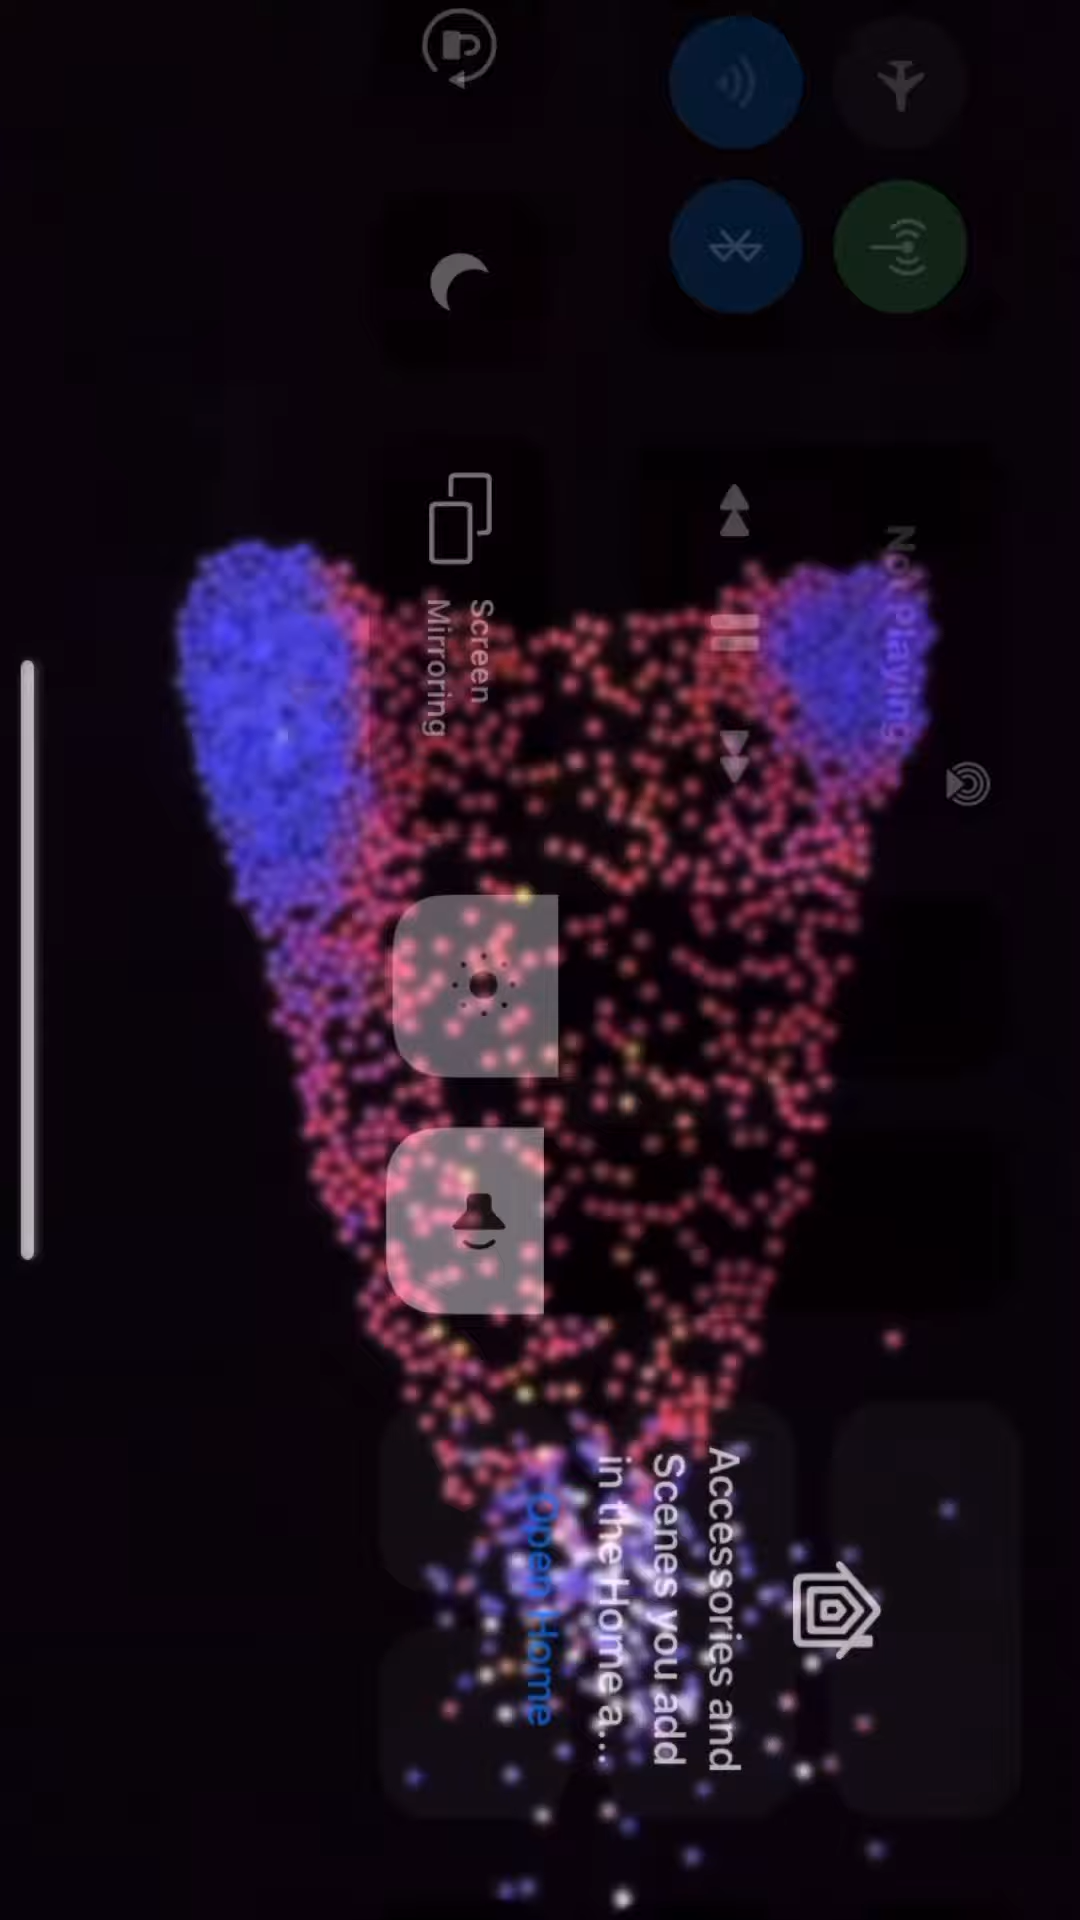 Not Playing
Screen
Mirroring
Accessories and
Scenes you add
in the Home a...
Open Home